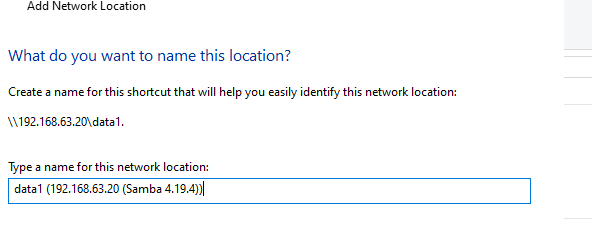 Add Network Location
What do you want to name this location?
Create a name for this shortcut that will help you easily identify this network location:
\\192.168.63.20\data1.
Type a name for this network location:
data1 (192.168.63.20 (Samba 4.19.4))